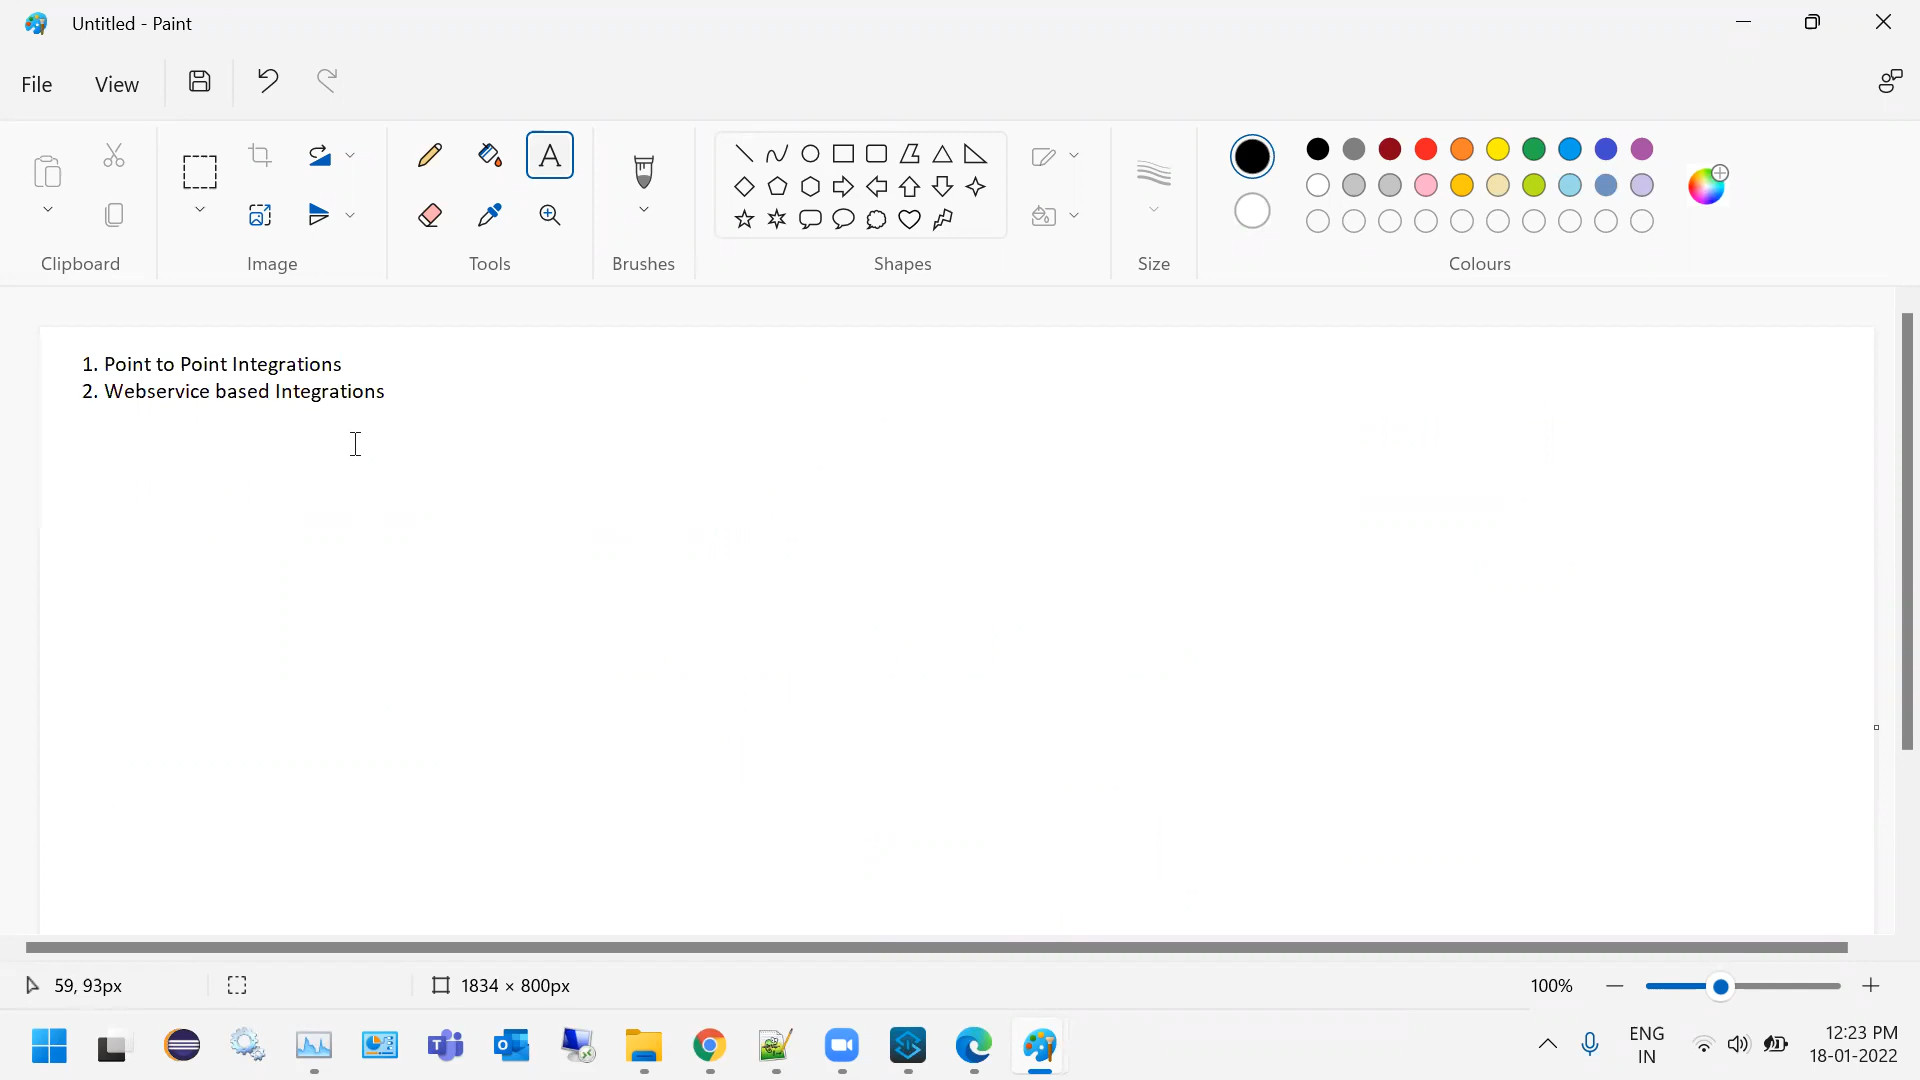 Untitled - Paint
File View
Clipboard Image Tools Brushes Shapes Size Colours
1. Point to Point Integrations
2. Webservice based Integrations
59, 93px 1834 × 800px 100%
ENG 12:23 PM
IN 18-01-2022